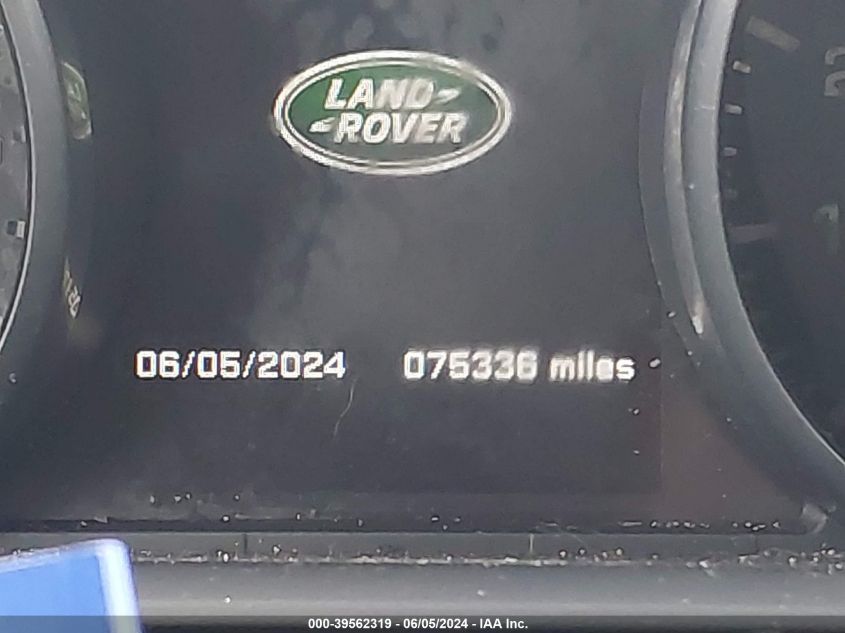 LAND
ROVER
06/05/2024 075336 miles
000-39562319 - 06/05/2024 - IAA Inc.